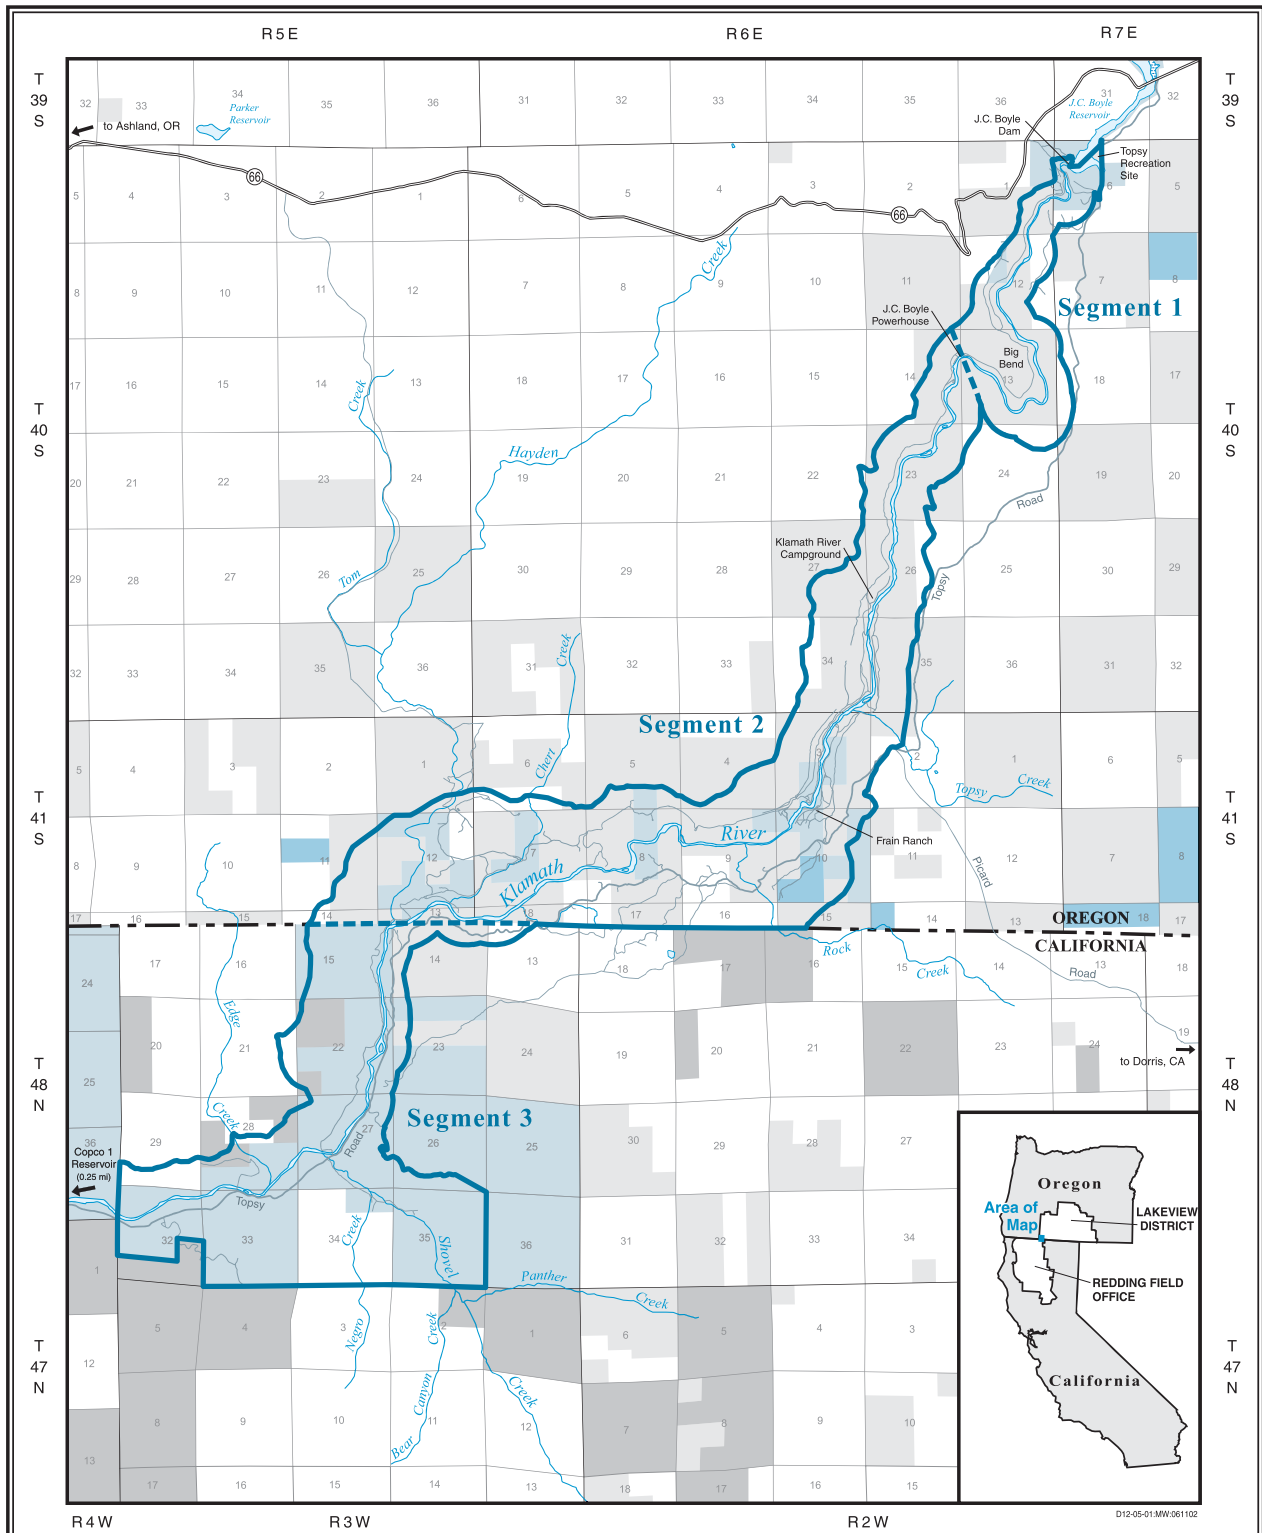 R5E R6E R7E
T 39 S
T 39 S
32 33 34 35 36 31 32 33 34 35 36 31 32
Parker
Reservoir
to Ashland, OR
J.C. Boyle
Reservoir
J.C. Boyle
Dam
Topsy
Recreation
Site
66
66
5 4 3 2 1 6 5 4 3 2 1 6 5
Creek
8 9 10 11 12 7 8 9 10 11 12 7 8
Segment 1
J.C. Boyle
Powerhouse
Big
Bend
17 16 15 14 13 18 17 16 15 14 13 18 17
Creek
T 40 S
T 40 S
Hayden
20 21 22 23 24 19 20 21 22 23 24 19 20
Road
Klamath River
Campground
29 28 27 26 25 30 29 28 27 26 25 30 29
Tom
Topsy
32 33 34 35 36 31 32 33 34 35 36 31 32
Creek
Segment 2
5 4 3 2 1 6 5 4 3 2 1 6 5
Chert
Topsy Creek
T 41 S
T 41 S
River
Frain Ranch
8 9 10 11 12 7 8 9 10 11 12 7 8
Klamath
Picard
17 16 15 14 13 18 17 16 15 14 13 18 17
OREGON
CALIFORNIA
Rock
Creek
Road
24 17 16 15 14 13 18 17 16 15 14 13 18
Edge
20 21 22 23 24 19 20 21 22 23 24 19
to Dorris, CA
T 48 N
T 48 N
25
Creek
Segment 3
36 29 28 27 26 25 30 29 28 27
Road
Copco 1
Reservoir
(0.25 mi)
Topsy
32 33 34 35 36 31 32 33 34
Creek
Shovel
Panther
Creek
1 5 4 3 2 1 6 5 4 3
Negro
Creek
T 47 N
T 47 N
12 8 9 10 11 12 7 8 9 10
Canyon
Creek
Bear
13 17 16 15 14 13 18 17 16 15
Oregon
Area of
Map
LAKEVIEW
DISTRICT
REDDING FIELD
OFFICE
California
D12-05-01:MW:061102
R4W R3W R2W